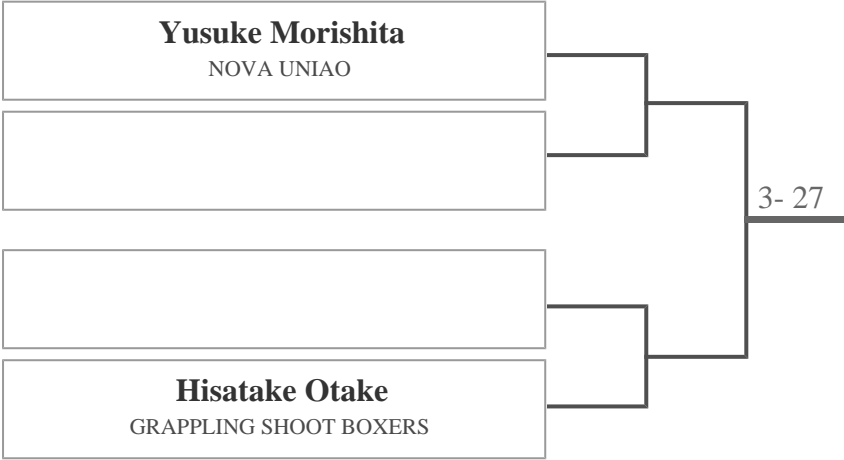 Yusuke Morishita
NOVA UNIAO
3- 27
Hisatake Otake
GRAPPLING SHOOT BOXERS